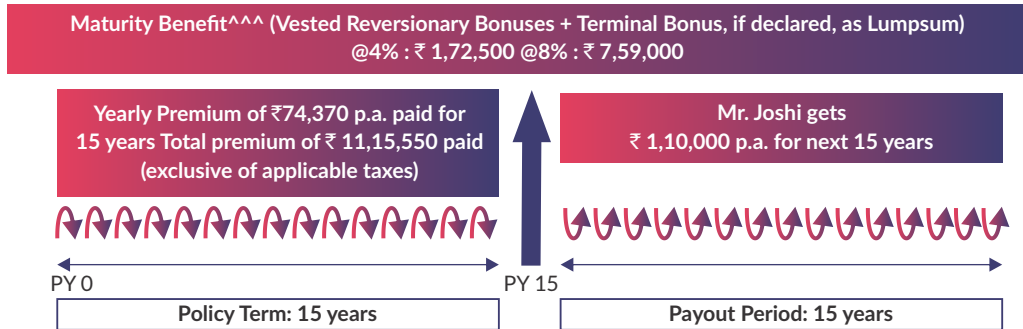 Maturity Benefit^^^ (Vested Reversionary Bonuses + Terminal Bonus, if declared, as Lumpsum)
@4% : ₹ 1,72,500 @8% : ₹ 7,59,000
Yearly Premium of ₹74,370 p.a. paid for
15 years Total premium of ₹ 11,15,550 paid
(exclusive of applicable taxes)
Mr. Joshi gets
₹ 1,10,000 p.a. for next 15 years
PY 0
PY 15
Policy Term: 15 years
Payout Period: 15 years